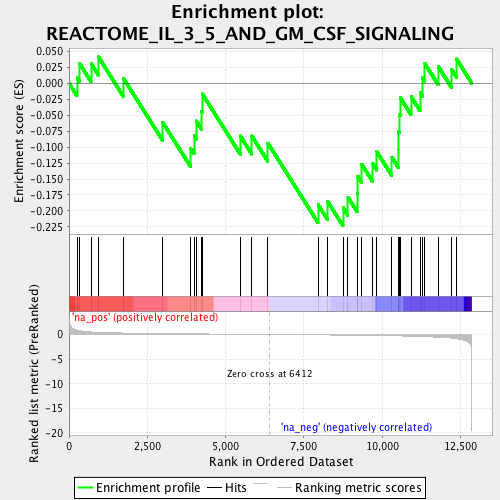 Enrichment plot:
REACTOME_IL_3_5_AND_GM_CSF_SIGNALING
Enrichment score (ES)
0.050
0.025
0.000
-0.025
-0.050
-0.075
-0.100
-0.125
-0.150
-0.175
-0.200
-0.225
'na_pos' (positively correlated)
Ranked list metric (PreRanked)
0
-5
-10
-15
-20
Zero cross at 6412
'na_neg' (negatively correlated)
0
2,500
5,000
7,500
10,000
12,500
Rank in Ordered Dataset
Enrichment profile
Hits
Ranking metric scores